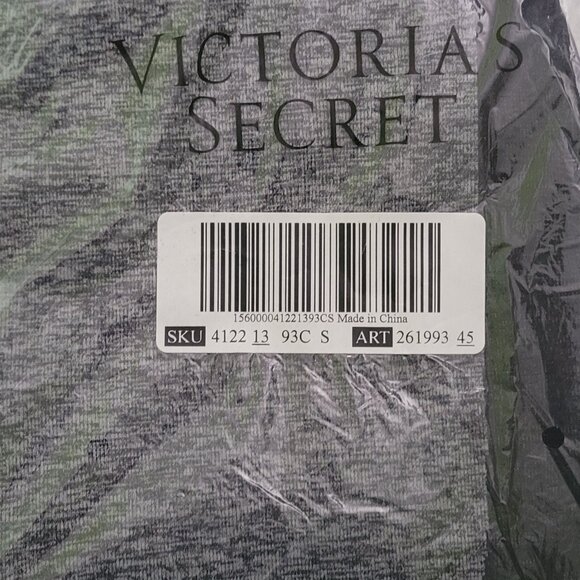 VICTORIA'S
SECRET
156000041221393CS Made in China
SKU 4122 13 93C S ART 261993 45